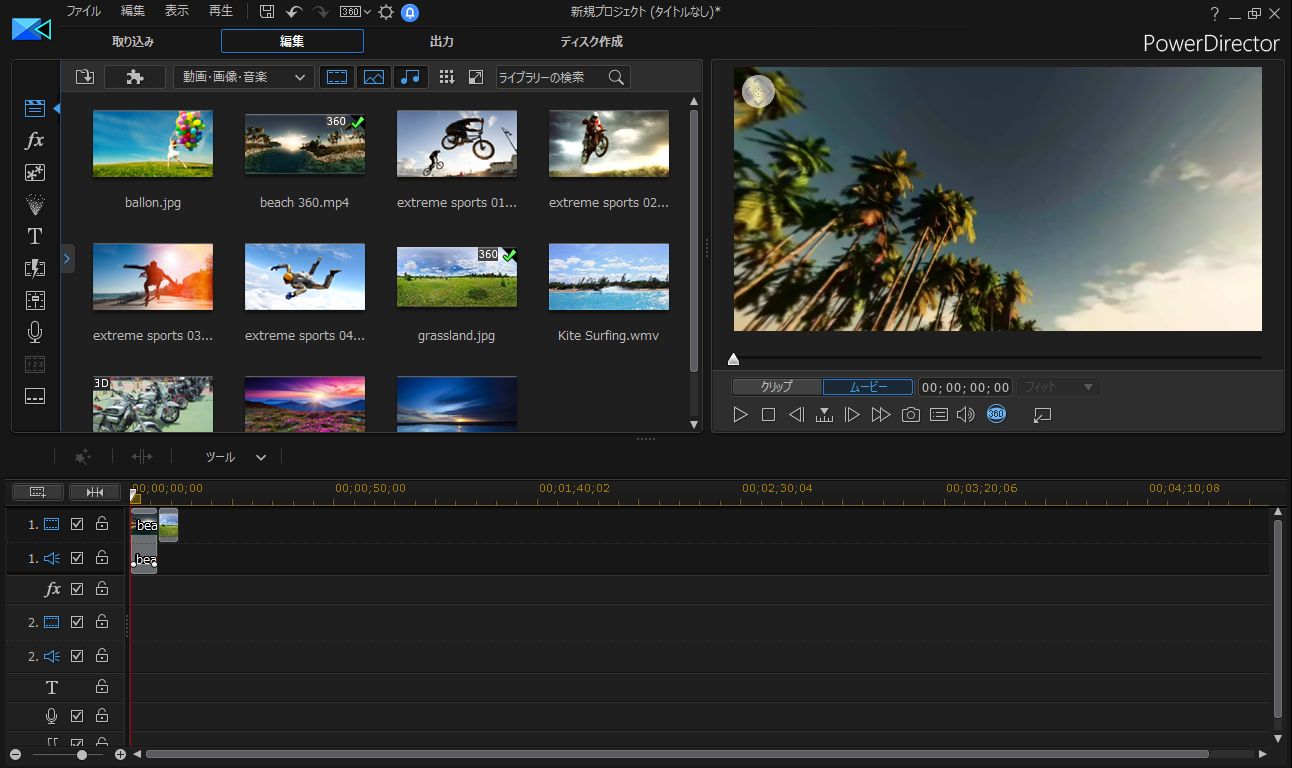 ファイル 編集 表示 再生 360 新規プロジェクト (タイトルなし)* ?
取り込み 編集 出力 ディスク作成 PowerDirector
動画・画像・音楽 ライブラリーの検索
fx
T
360
ballon.jpg beach 360.mp4 extreme sports 01... extreme sports 02...
360
extreme sports 03... extreme sports 04... grassland.jpg Kite Surfing.wmv
3D
クリップ ムービー 00; 00; 00; 00 フィット
360
ツール
00;00;00;00 00;00;50;00 00;01;40;02 00;02;30;04 00;03;20;06 00;04;10;08
1. bea
1. bea
fx
2.
2.
T